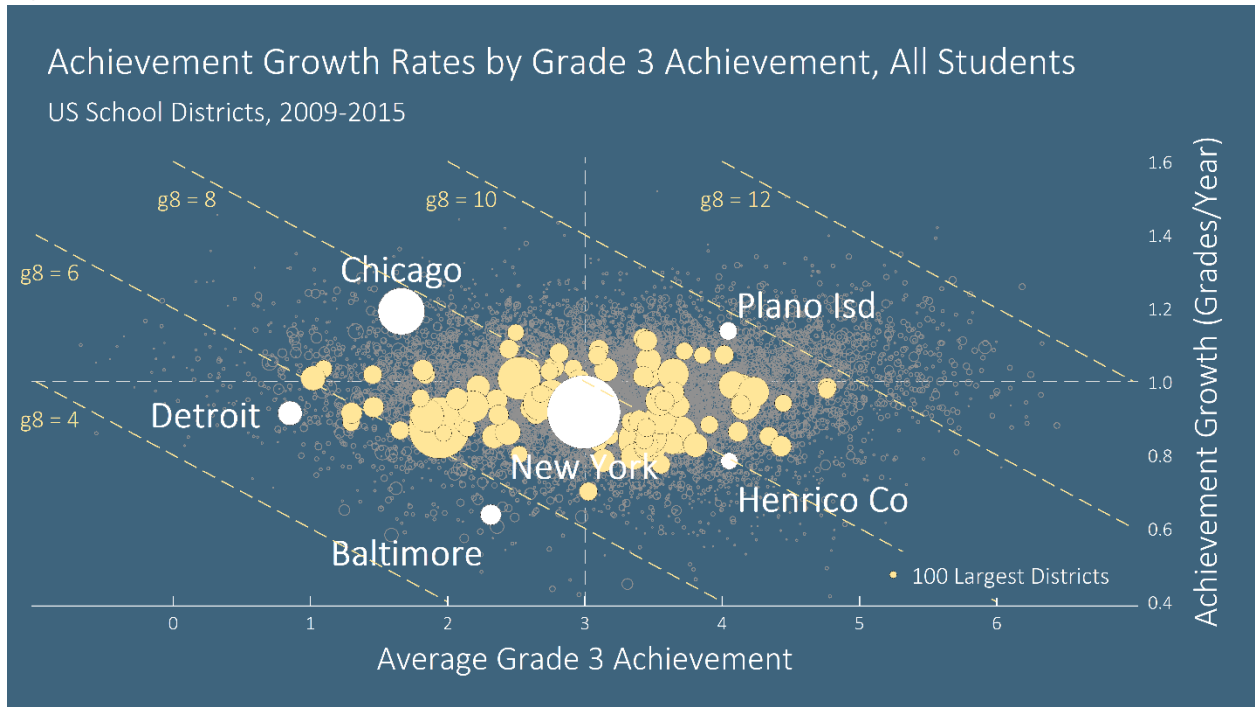 Achievement Growth Rates by Grade 3 Achievement, All Students
US School Districts, 2009-2015
g8 = 8
g8 = 10
g8 = 12
g8 = 6
g8 = 4
Chicago
Plano Isd
Detroit
New York
Henrico Co
Baltimore
100 Largest Districts
1.6
1.4
1.2
1.0
0.8
0.6
0.4
Achievement Growth (Grades/Year)
0 1 2 3 4 5 6
Average Grade 3 Achievement